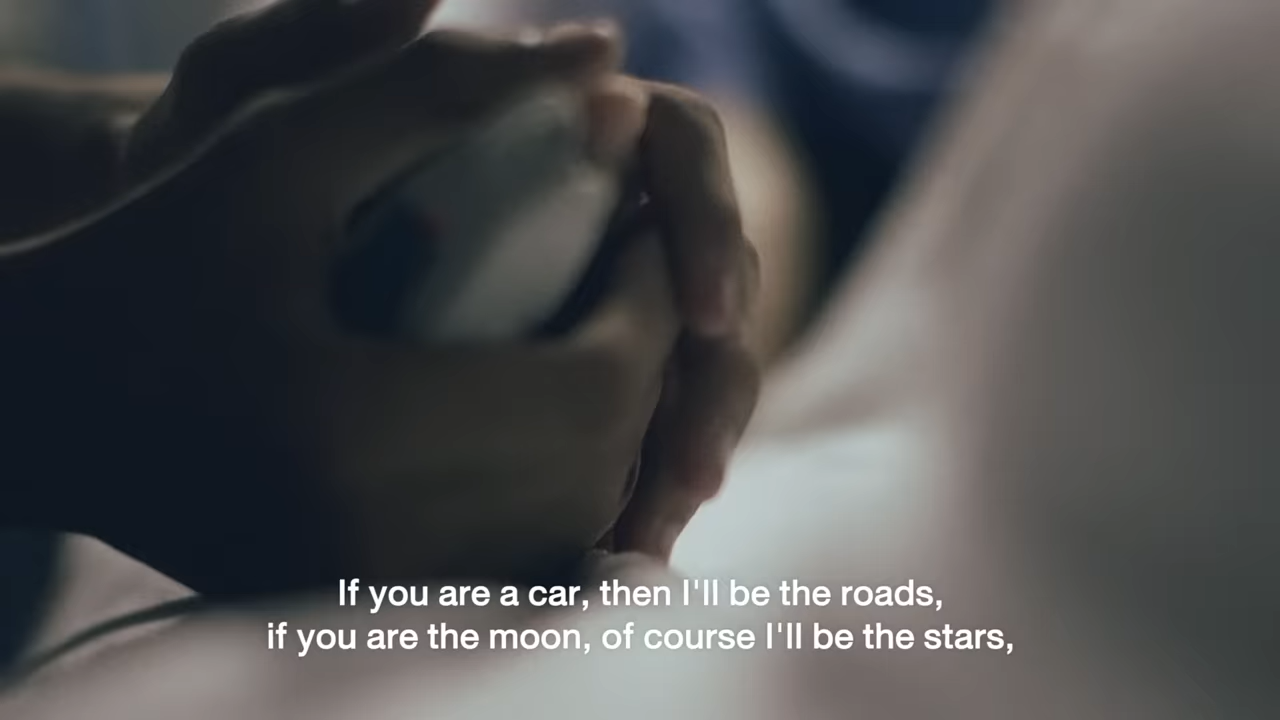 If you are a car, then I'll be the roads,
if you are the moon, of course I'll be the stars,